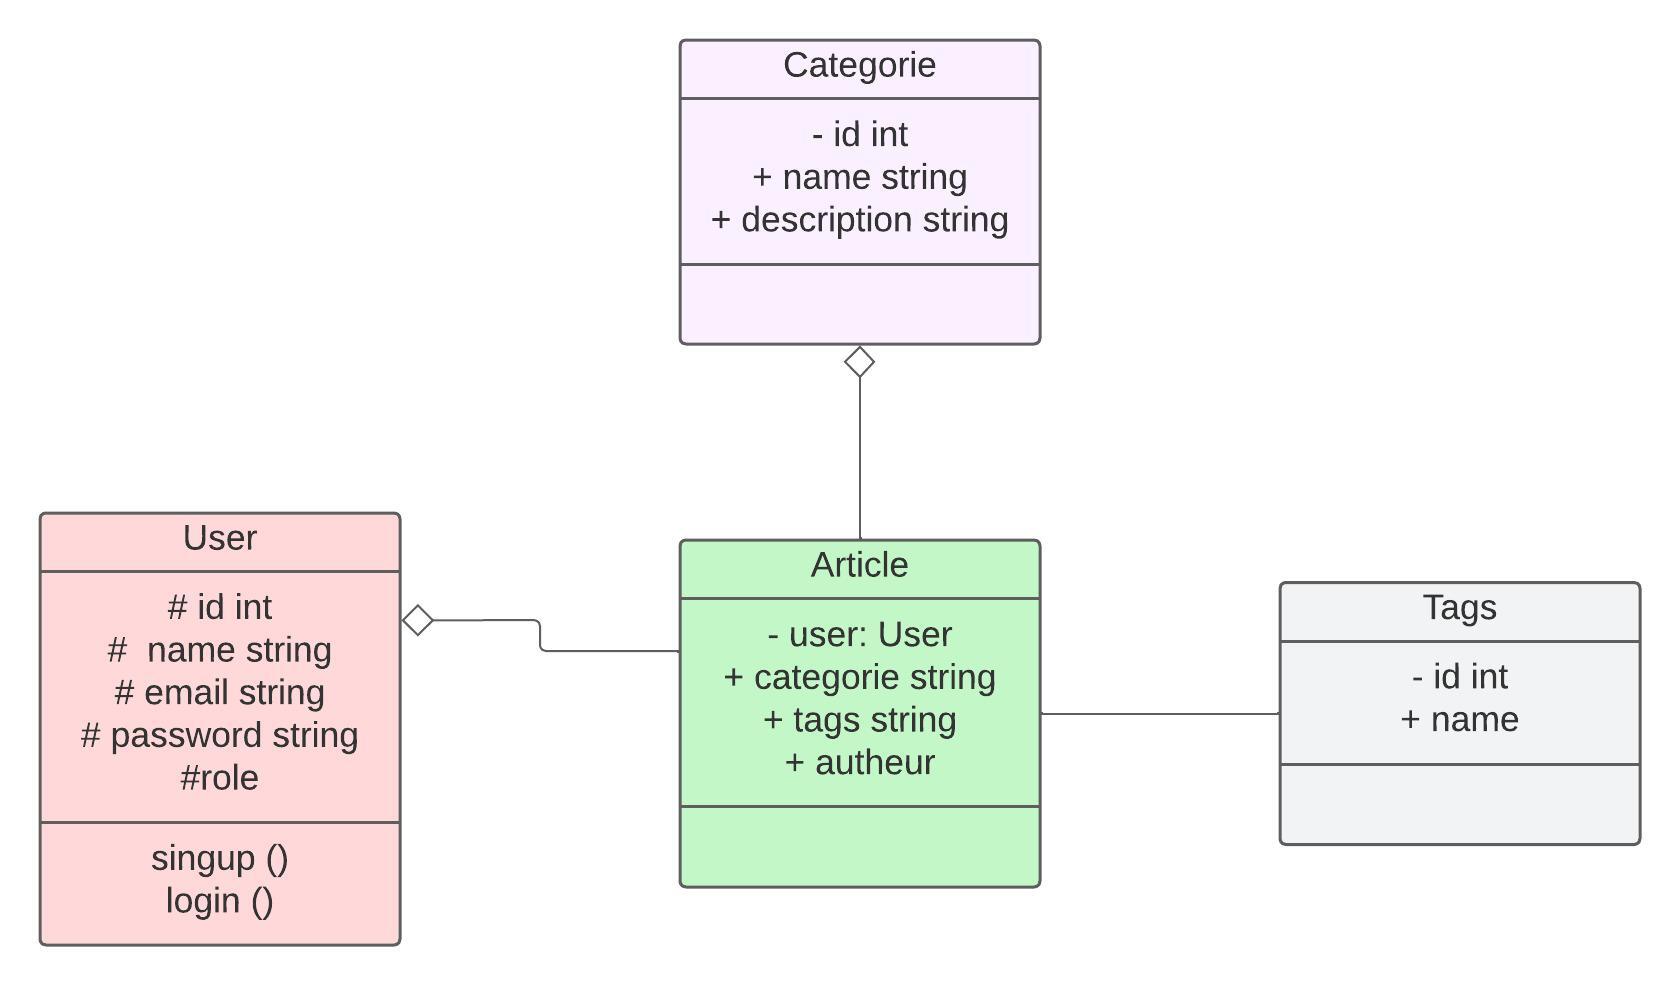 Categorie
- id int
+ name string
+ description string
User
# id int
#  name string
# email string
# password string
#role
singup ()
login ()
Article
- user: User
+ categorie string
+ tags string
+ autheur
Tags
- id int
+ name